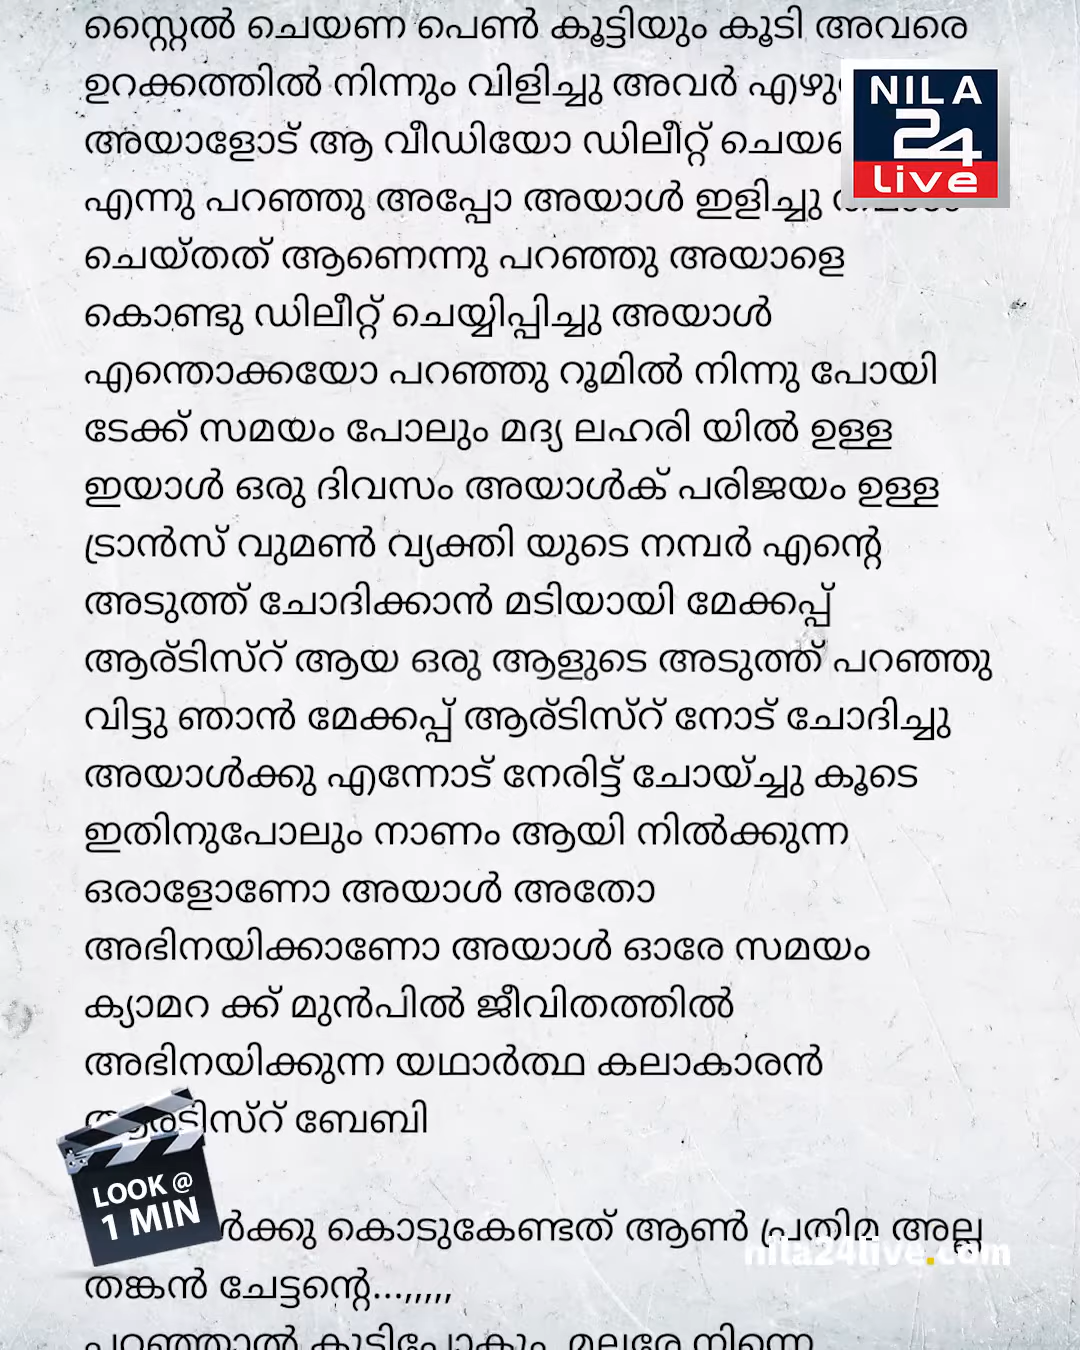 സ്റ്റൈൽ ചെയണ പെൺ കൂട്ടിയും കൂടി അവരെ
ഉറക്കത്തിൽ നിന്നും വിളിച്ചു അവർ
NILA
24
Live
അയാളോട് ആ വീഡിയോ ഡിലീറ്റ്
എന്നു പറഞ്ഞു അപ്പോ അയാൾ ഇളിച്ചു
ചെയ്തത് ആണെന്നു പറഞ്ഞു അയാളെ
കൊണ്ടു ഡിലീറ്റ് ചെയ്യിപ്പിച്ചു അയാൾ
എന്തൊക്കയോ പറഞ്ഞു റൂമിൽ നിന്നു പോയി
ടേക്ക് സമയം പോലും മദ്യ ലഹരി യിൽ ഉള്ള
ഇയാൾ ഒരു ദിവസം അയാൾക് പരിജയം ഉള്ള
ട്രാൻസ് വുമൺ വ്യക്തി യുടെ നമ്പർ എന്റെ
അടുത്ത് ചോദിക്കാൻ മടിയായി മേക്കപ്പ്
ആര്ടിസ്റ് ആയ ഒരു ആളുടെ അടുത്ത് പറഞ്ഞു
വിട്ടു ഞാൻ മേക്കപ്പ് ആര്ടിസ്റ് നോട് ചോദിച്ചു
അയാൾക്കു എന്നോട് നേരിട്ട് ചോയ്ച്ചു കൂടെ
ഇതിനുപോലും നാണം ആയി നിൽക്കുന്ന
ഒരാളോണോ അയാൾ അതോ
അഭിനയിക്കാണോ അയാൾ ഓരേ സമയം
ക്യാമറ ക്ക് മുൻപിൽ ജീവിതത്തിൽ
അഭിനയിക്കുന്ന യഥാർത്ഥ കലാകാരൻ
ബേബി
LOOK @
1 MIN
കൊടുകേണ്ടത് ആൺ പ്രതിമ അല്ല
nila24live.com
തങ്കൻ ചേട്ടന്റെ...,,,,,